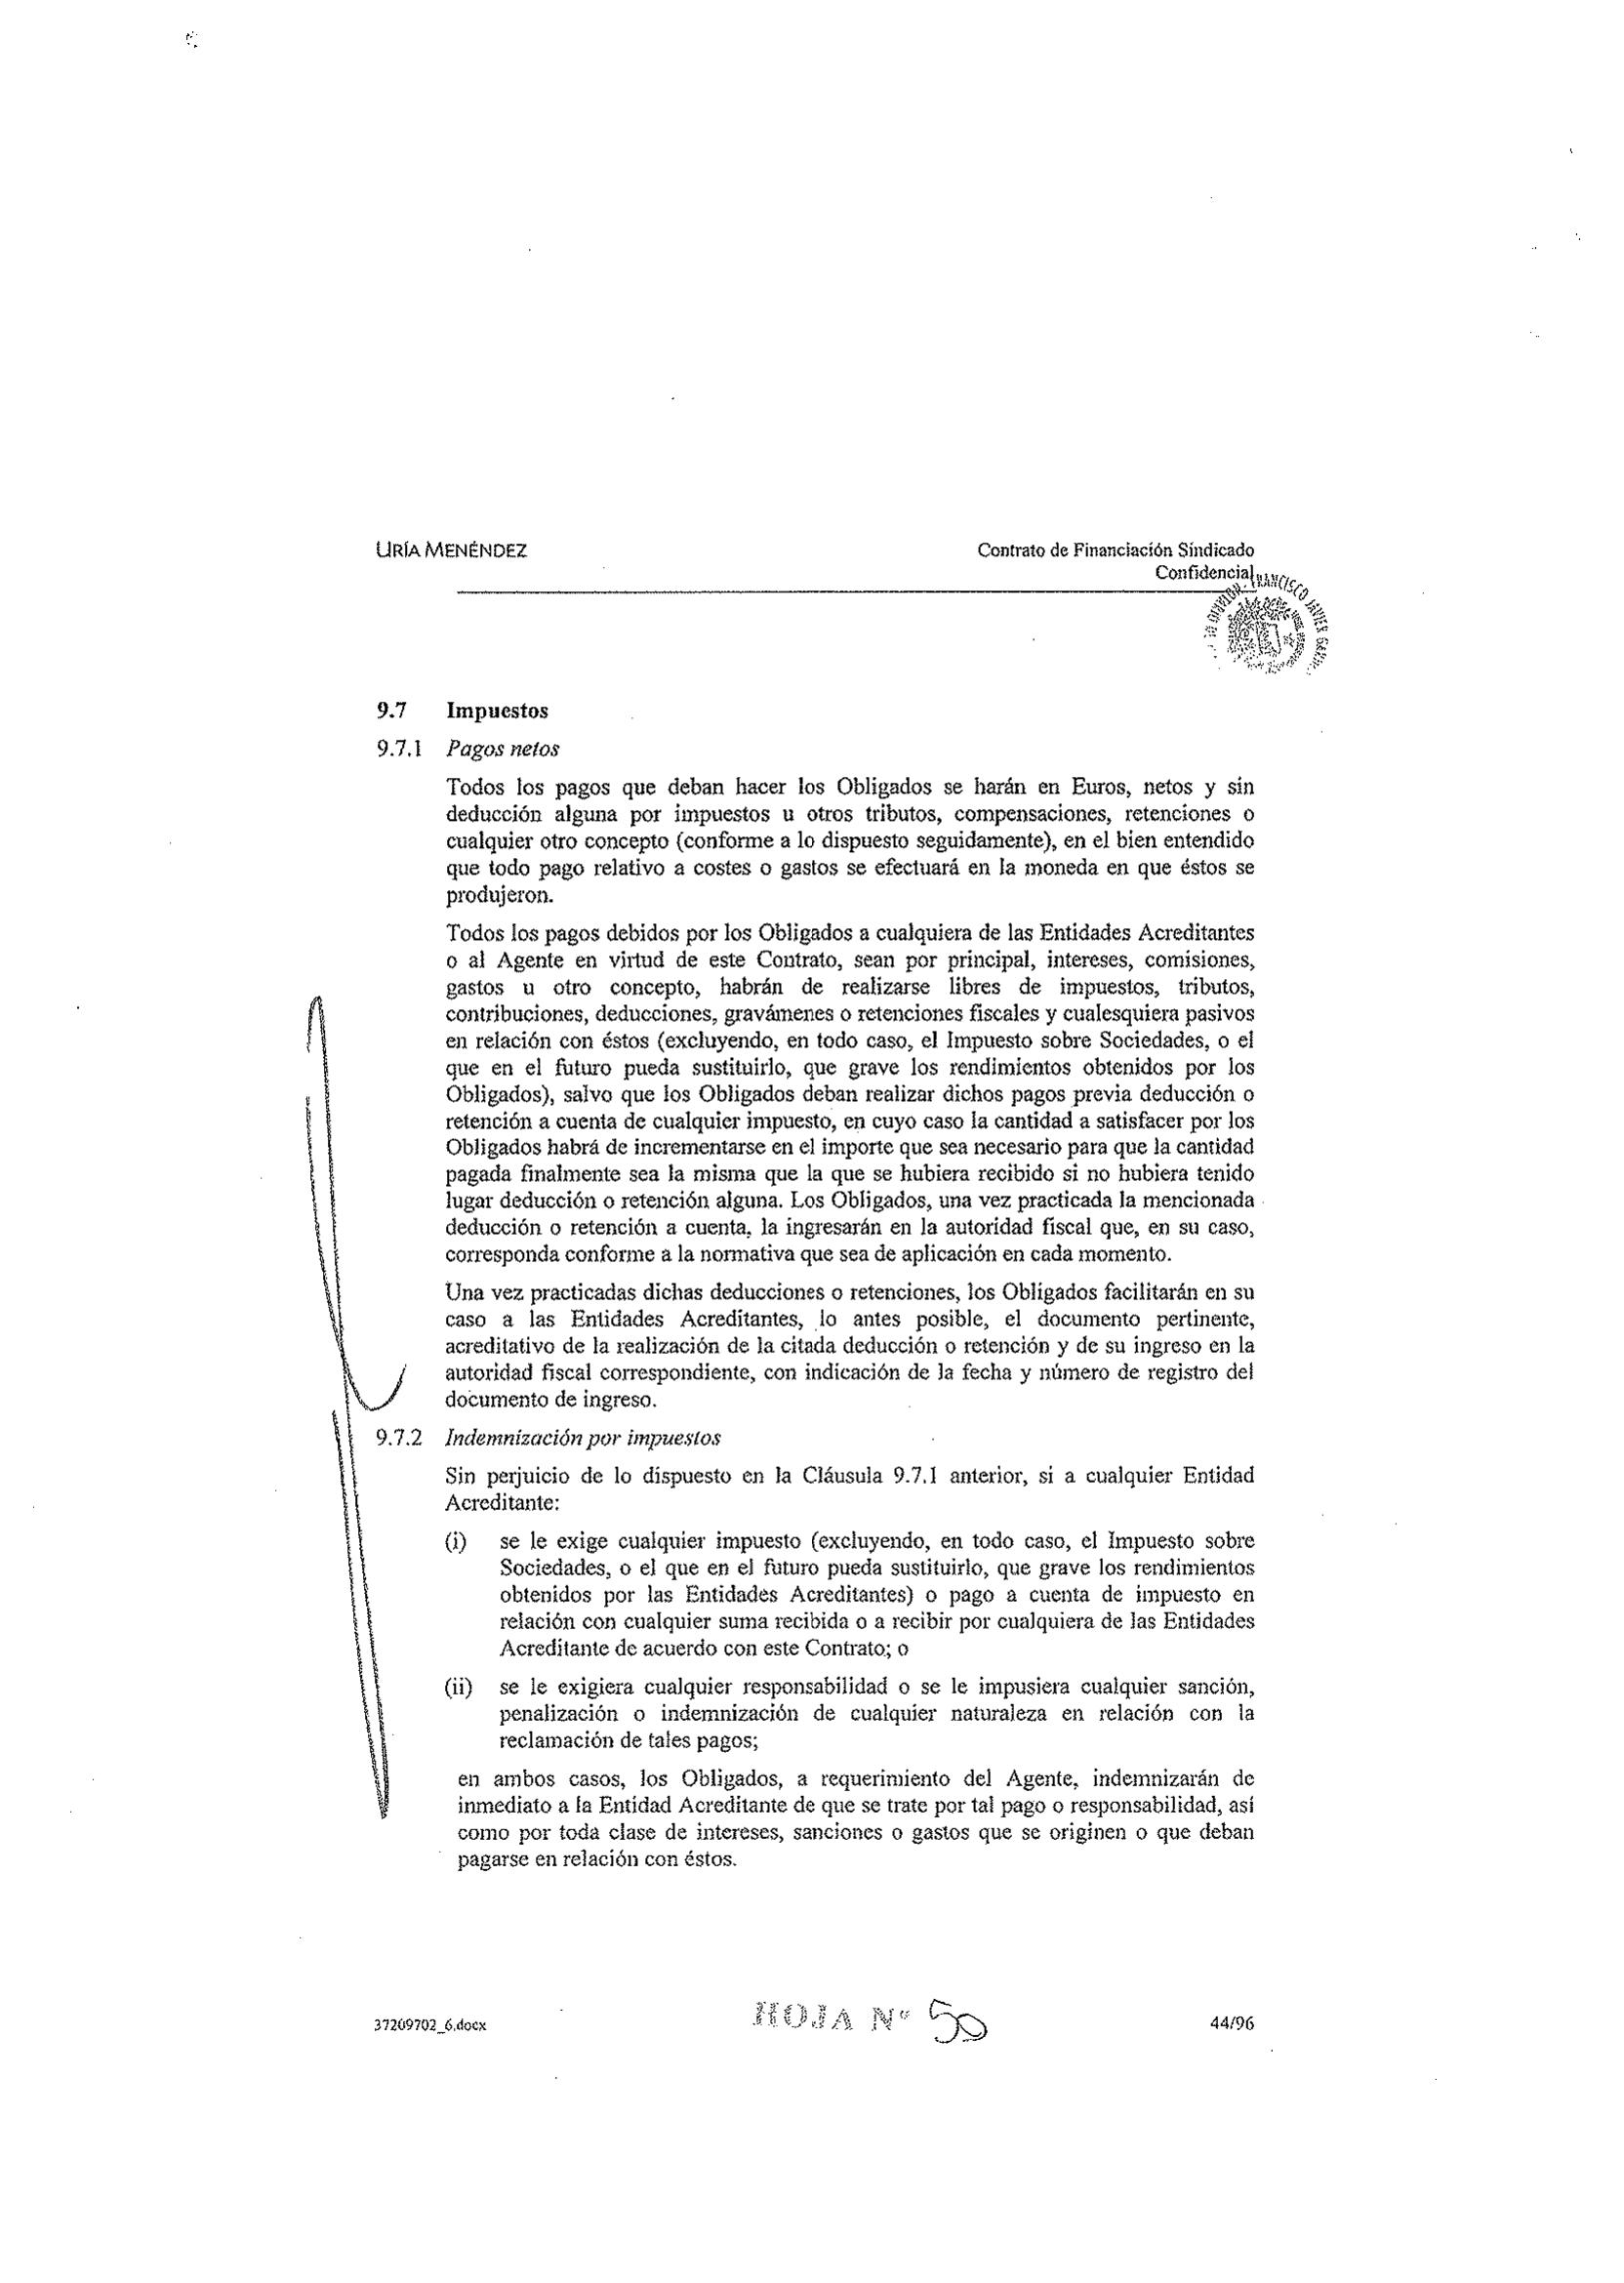 URÍA MENÉNDEZ
Contrato de Financiación Sindicado
Confidencial
FRANCISCO JAVIER
9.7 Impuestos
9.7.1 Pagos netos
Todos los pagos que deban hacer los Obligados se harán en Euros, netos y sin
deducción alguna por impuestos u otros tributos, compensaciones, retenciones o
cualquier otro concepto (conforme a lo dispuesto seguidamente), en el bien entendido
que todo pago relativo a costes o gastos se efectuará en la moneda en que éstos se
produjeron.
Todos los pagos debidos por los Obligados a cualquiera de las Entidades Acreditantes
o al Agente en virtud de este Contrato, sean por principal, intereses, comisiones,
gastos u otro concepto, habrán de realizarse libres de impuestos, tributos,
contribuciones, deducciones, gravámenes o retenciones fiscales y cualesquiera pasivos
en relación con éstos (excluyendo, en todo caso, el Impuesto sobre Sociedades, o el
que en el futuro pueda sustituirlo, que grave los rendimientos obtenidos por los
Obligados), salvo que los Obligados deban realizar dichos pagos previa deducción o
retención a cuenta de cualquier impuesto, en cuyo caso la cantidad a satisfacer por los
Obligados habrá de incrementarse en el importe que sea necesario para que la cantidad
pagada finalmente sea la misma que la que se hubiera recibido si no hubiera tenido
lugar deducción o retención alguna. Los Obligados, una vez practicada la mencionada
deducción o retención a cuenta, la ingresarán en la autoridad fiscal que, en su caso,
corresponda conforme a la normativa que sea de aplicación en cada momento.
Una vez practicadas dichas deducciones o retenciones, los Obligados facilitarán en su
caso a las Entidades Acreditantes, lo antes posible, el documento pertinente,
acreditativo de la realización de la citada deducción o retención y de su ingreso en la
autoridad fiscal correspondiente, con indicación de la fecha y número de registro del
documento de ingreso.
9.7.2 Indemnización por impuestos
Sin perjuicio de lo dispuesto en la Cláusula 9.7.1 anterior, si a cualquier Entidad
Acreditante:
(i) se le exige cualquier impuesto (excluyendo, en todo caso, el Impuesto sobre
Sociedades, o el que en el futuro pueda sustituirlo, que grave los rendimientos
obtenidos por las Entidades Acreditantes) o pago a cuenta de impuesto en
relación con cualquier suma recibida o a recibir por cualquiera de las Entidades
Acreditante de acuerdo con este Contrato; o
(ii) se le exigiera cualquier responsabilidad o se le impusiera cualquier sanción,
penalización o indemnización de cualquier naturaleza en relación con la
reclamación de tales pagos;
en ambos casos, los Obligados, a requerimiento del Agente, indemnizarán de
inmediato a la Entidad Acreditante de que se trate por tal pago o responsabilidad, así
como por toda clase de intereses, sanciones o gastos que se originen o que deban
pagarse en relación con éstos.
37209702_6.docx
HOJA Nº 50
44/96